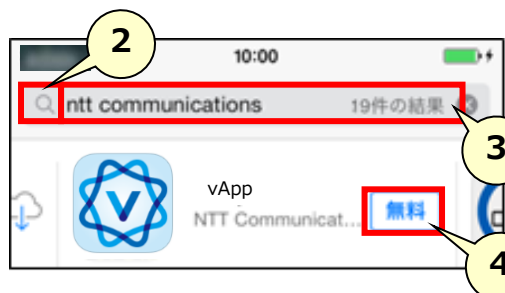 2
10:00
ntt communications 19件の結果
3
V
vApp
NTT Communicat...
無料
4